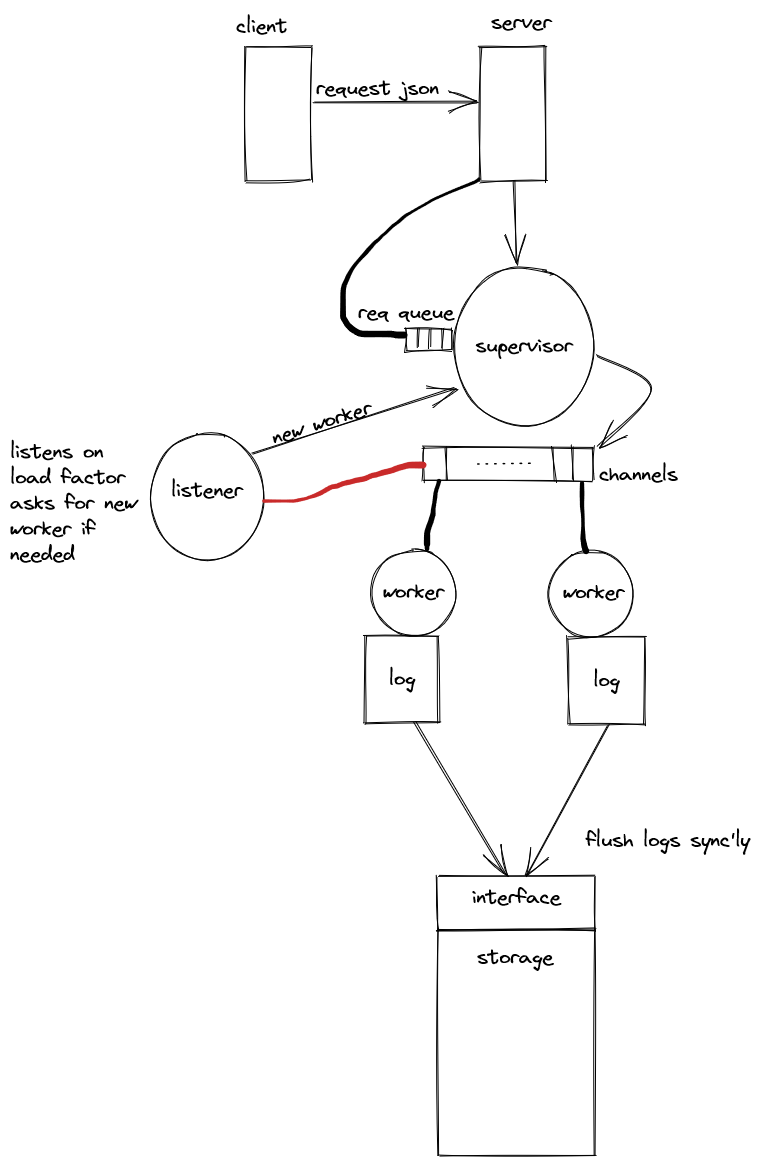 client
server
request json
req queue
supervisor
new worker
listens on
load factor
asks for new
worker if
needed
listener
.......
channels
worker
worker
log
log
flush logs sync'ly
interface
storage